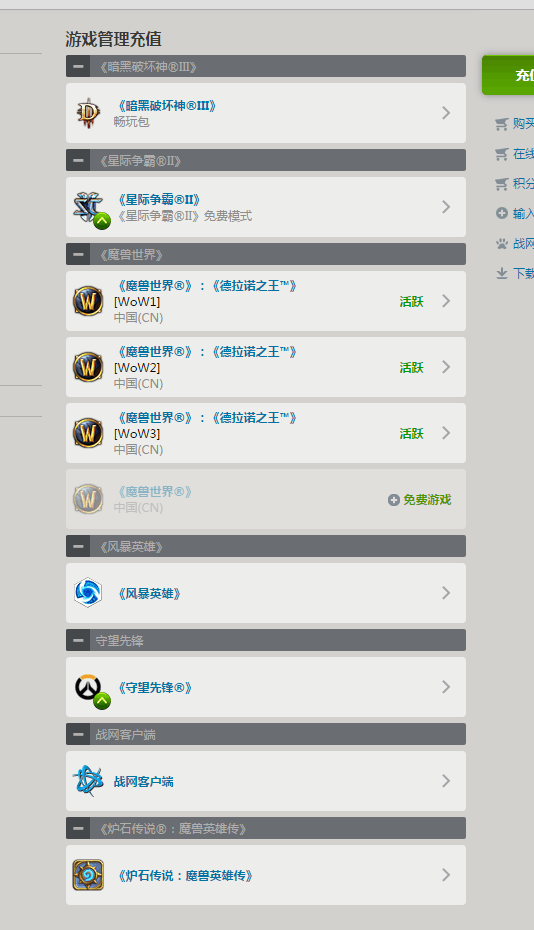 游戏管理充值
《暗黑破坏神®III》
《暗黑破坏神®III》
畅玩包
《星际争霸®II》
《星际争霸®II》
《星际争霸®II》免费模式
《魔兽世界》
《魔兽世界®》：《德拉诺之王™》
[WoW1]
中国(CN)
活跃
《魔兽世界®》：《德拉诺之王™》
[WoW2]
中国(CN)
活跃
《魔兽世界®》：《德拉诺之王™》
[WoW3]
中国(CN)
活跃
《魔兽世界®》
中国(CN)
免费游戏
《风暴英雄》
《风暴英雄》
守望先锋
《守望先锋®》
战网客户端
战网客户端
《炉石传说®：魔兽英雄传》
《炉石传说：魔兽英雄传》
充
购买
在线
积分
输入
战网
下载